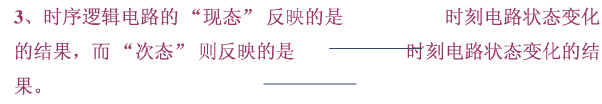 3、时序逻辑电路的 “现态” 反映的是 时刻电路状态变化
的结果，而 “次态” 则反映的是 时刻电路状态变化的结
果。